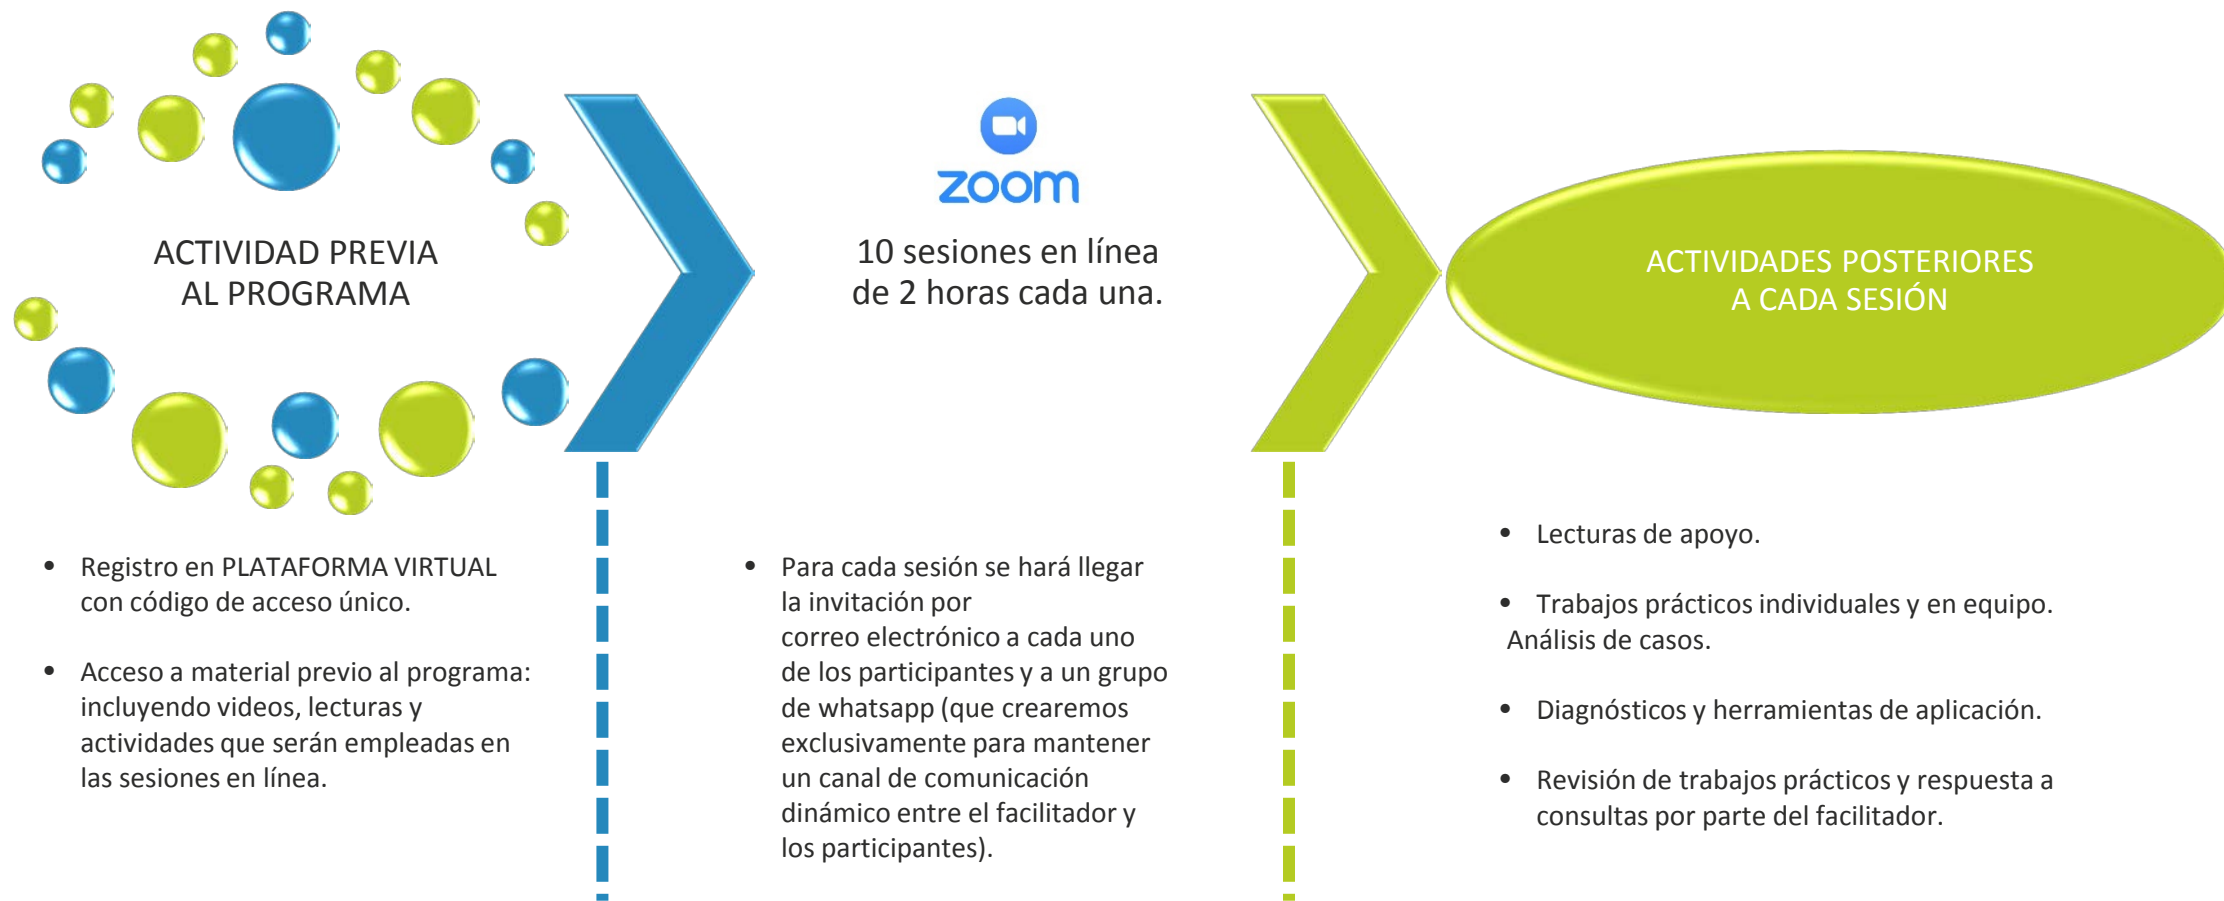 ACTIVIDAD PREVIA
AL PROGRAMA
• Registro en PLATAFORMA VIRTUAL
con código de acceso único.
• Acceso a material previo al programa:
incluyendo videos, lecturas y
actividades que serán empleadas en
las sesiones en línea.
zoom
10 sesiones en línea
de 2 horas cada una.
• Para cada sesión se hará llegar
la invitación por
correo electrónico a cada uno
de los participantes y a un grupo
de whatsapp (que crearemos
exclusivamente para mantener
un canal de comunicación
dinámico entre el facilitador y
los participantes).
ACTIVIDADES POSTERIORES
A CADA SESIÓN
• Lecturas de apoyo.
• Trabajos prácticos individuales y en equipo.
Análisis de casos.
• Diagnósticos y herramientas de aplicación.
• Revisión de trabajos prácticos y respuesta a
consultas por parte del facilitador.